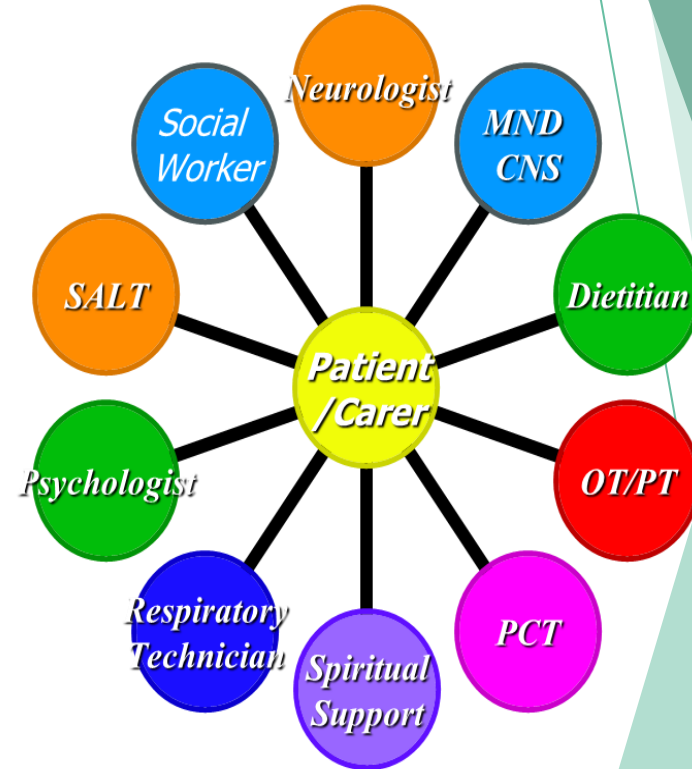 Neurologist
MND
CNS
Dietitian
OT/PT
PCT
Spiritual
Support
Respiratory
Technician
Psychologist
SALT
Social
Worker
Patient
/Carer